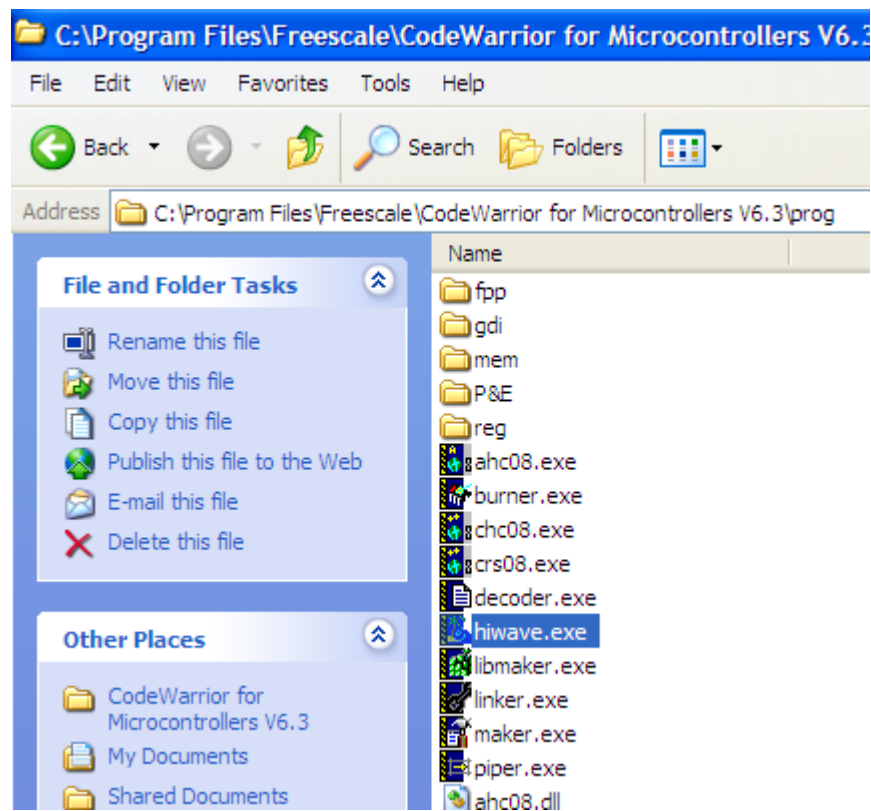 C:\Program Files\Freescale\CodeWarrior for Microcontrollers V6.3
File Edit View Favorites Tools Help
Back Search Folders
Address C:\Program Files\Freescale\CodeWarrior for Microcontrollers V6.3\prog
File and Folder Tasks
Rename this file
Move this file
Copy this file
Publish this file to the Web
E-mail this file
Delete this file
Other Places
CodeWarrior for
Microcontrollers V6.3
My Documents
Shared Documents
Name
fpp
gdi
mem
P&E
reg
ahc08.exe
burner.exe
chc08.exe
crs08.exe
decoder.exe
hiwave.exe
libmaker.exe
linker.exe
maker.exe
piper.exe
ahc08.dll